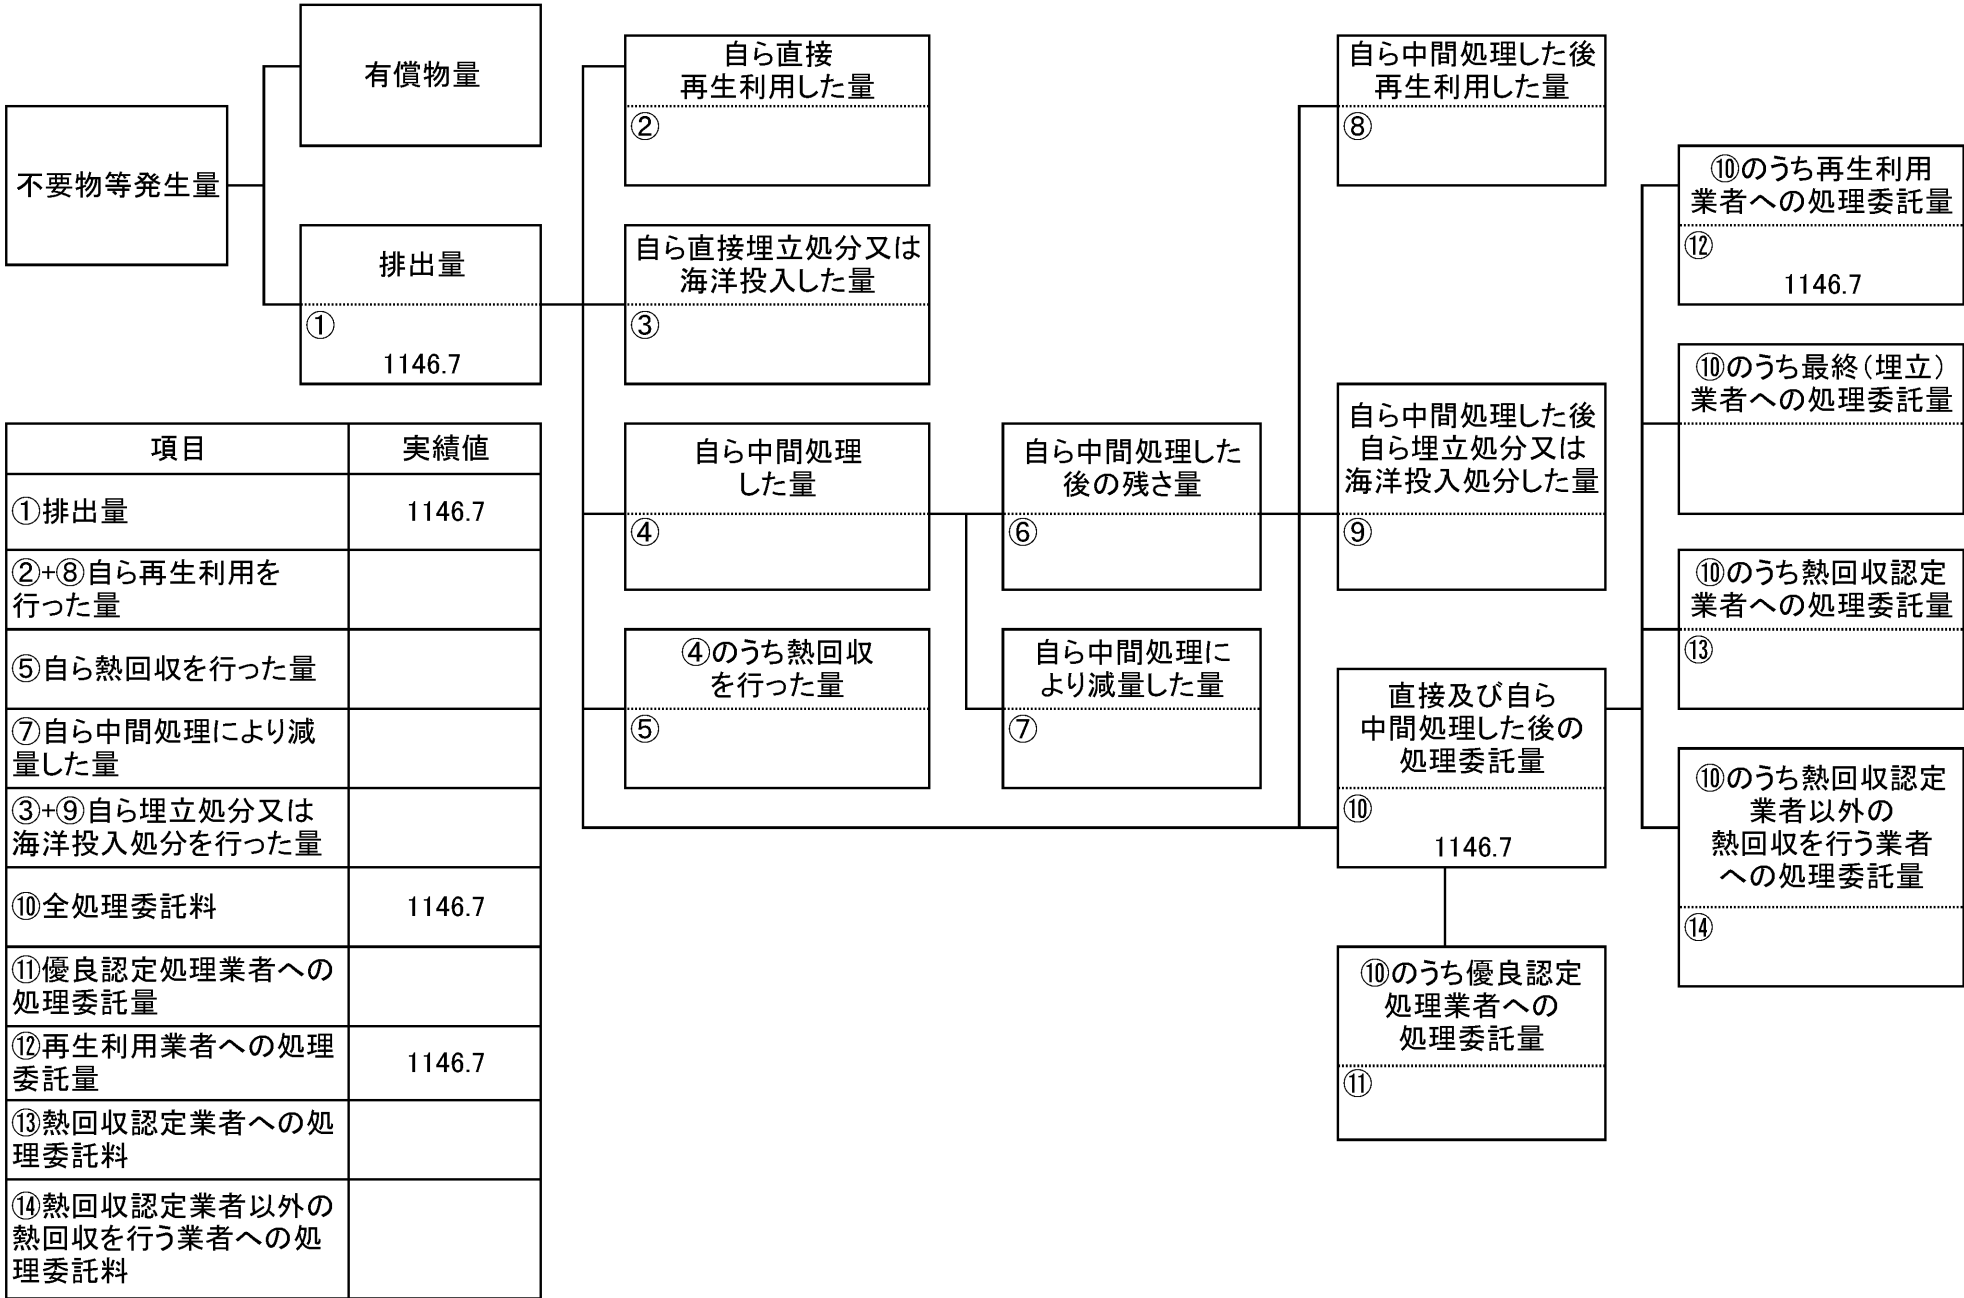 不要物等発生量
有償物量
排出量
①
1146.7
自ら直接
再生利用した量
②
自ら直接埋立処分又は
海洋投入した量
③
自ら中間処理
した量
④
④のうち熱回収
を行った量
⑤
自ら中間処理した
後の残さ量
⑥
自ら中間処理に
より減量した量
⑦
自ら中間処理した後
再生利用した量
⑧
自ら中間処理した後
自ら埋立処分又は
海洋投入処分した量
⑨
直接及び自ら
中間処理した後の
処理委託量
⑩
1146.7
⑩のうち優良認定
処理業者への
処理委託量
⑪
⑩のうち再生利用
業者への処理委託量
⑫
1146.7
⑩のうち最終（埋立）
業者への処理委託量
⑩のうち熱回収認定
業者への処理委託量
⑬
⑩のうち熱回収認定
業者以外の
熱回収を行う業者
への処理委託量
⑭
項目 実績値
①排出量 1146.7
②+⑧自ら再生利用を
行った量
⑤自ら熱回収を行った量
⑦自ら中間処理により減
量した量
③+⑨自ら埋立処分又は
海洋投入処分を行った量
⑩全処理委託料 1146.7
⑪優良認定処理業者への
処理委託量
⑫再生利用業者への処理
委託量 1146.7
⑬熱回収認定業者への処
理委託料
⑭熱回収認定業者以外の
熱回収を行う業者への処
理委託料